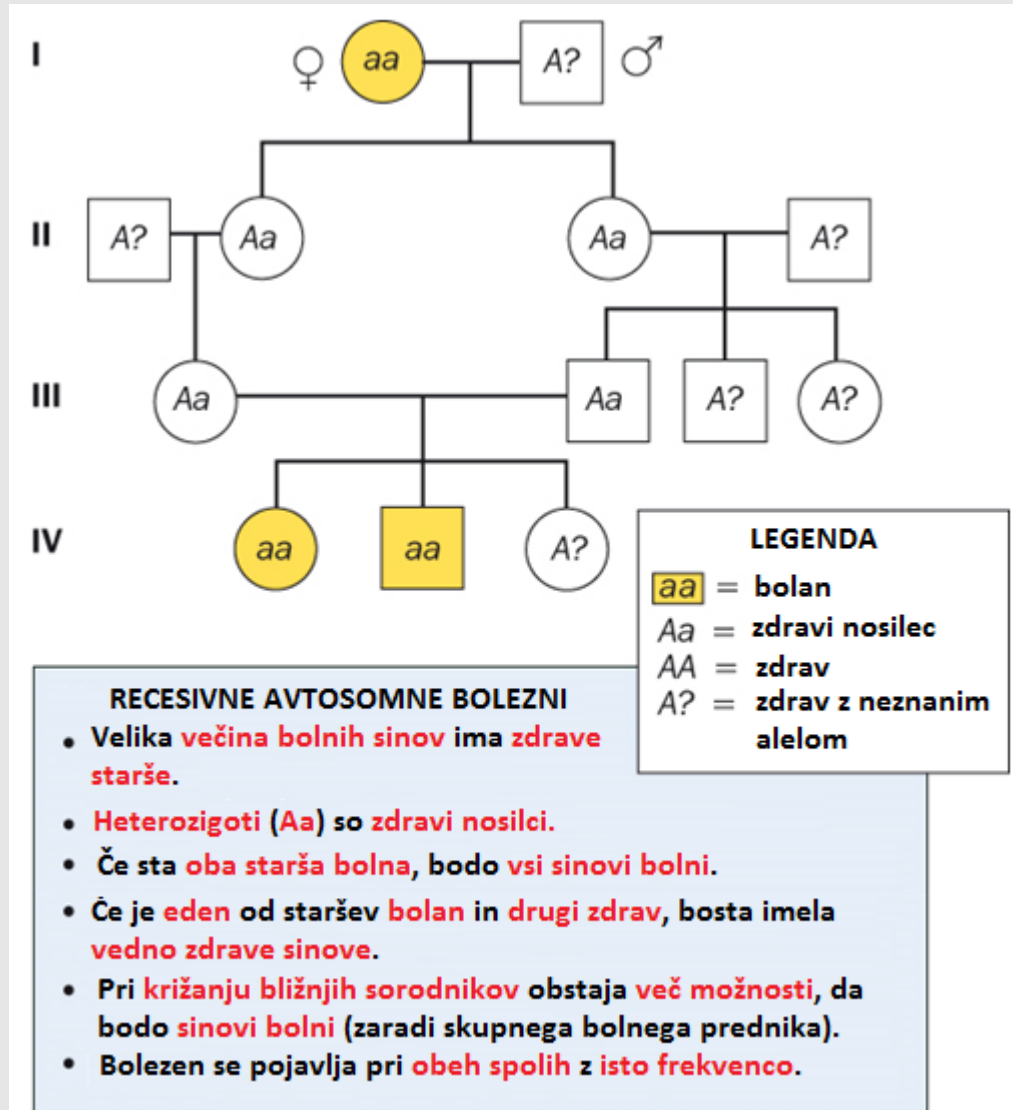 I
♀ aa A? ♂
II
A? Aa Aa A?
III
Aa Aa A? A?
IV
aa aa A?
LEGENDA
aa = bolan
Aa = zdravi nosilec
AA = zdrav
A? = zdrav z neznanim
alelom
RECESIVNE AVTOSOMNE BOLEZNI
• Velika večina bolnih sinov ima zdrave
starše.
• Heterozigoti (Aa) so zdravi nosilci.
• Če sta oba starša bolna, bodo vsi sinovi bolni.
• Če je eden od staršev bolan in drugi zdrav, bosta imela
vedno zdrave sinove.
• Pri križanju bližnjih sorodnikov obstaja več možnosti, da
bodo sinovi bolni (zaradi skupnega bolnega prednika).
• Bolezen se pojavlja pri obeh spolih z isto frekvenco.